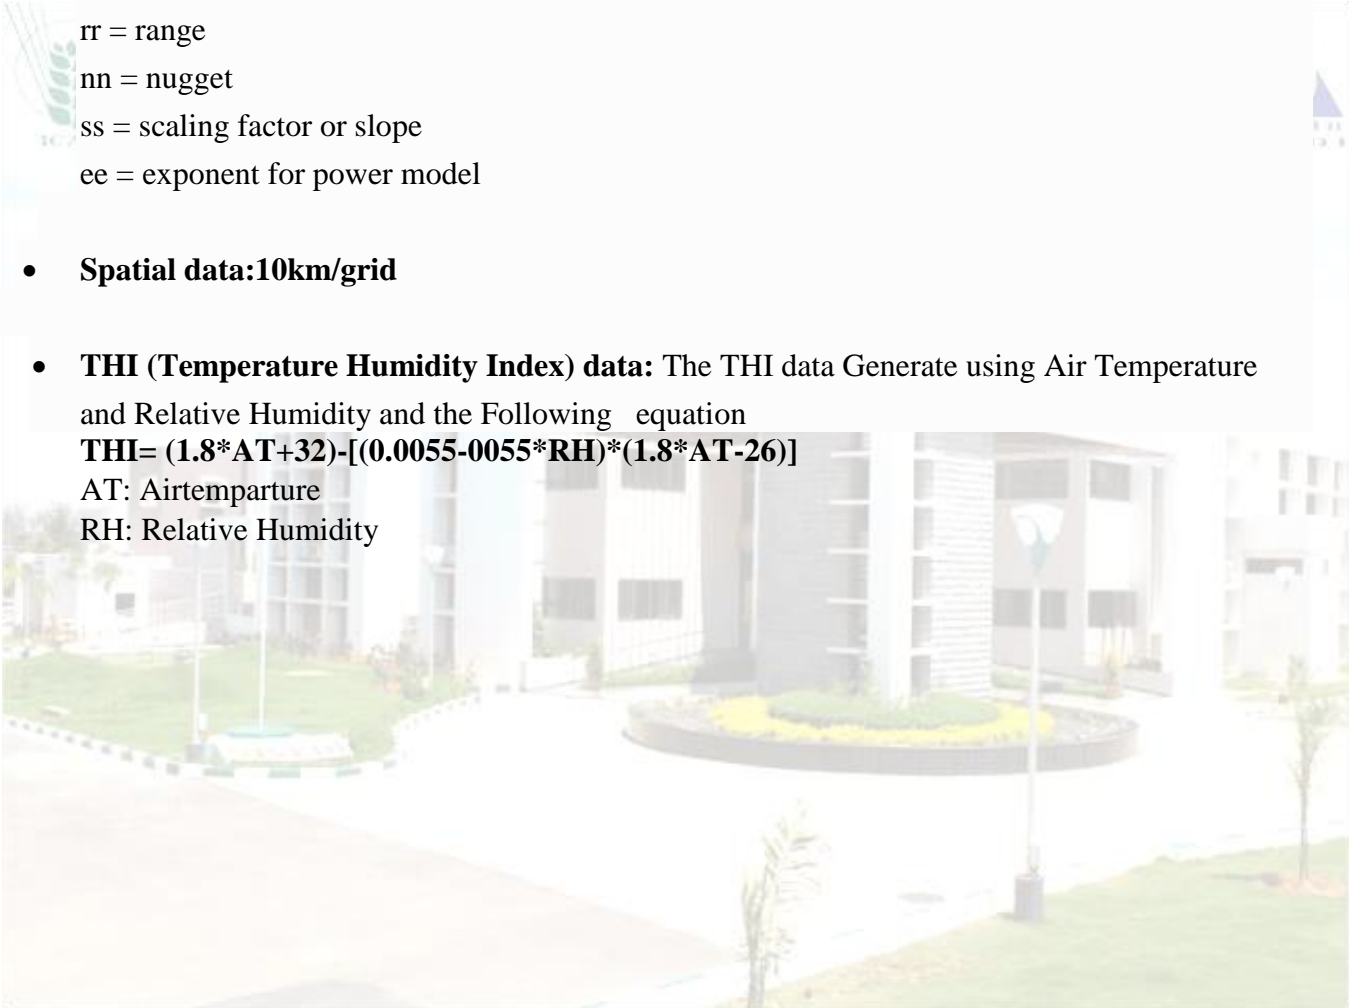 rr = range
nn = nugget
ss = scaling factor or slope
ee = exponent for power model
• Spatial data:10km/grid
• THI (Temperature Humidity Index) data: The THI data Generate using Air Temperature
and Relative Humidity and the Following equation
THI= (1.8*AT+32)-[(0.0055-0055*RH)*(1.8*AT-26)]
AT: Airtemparture
RH: Relative Humidity